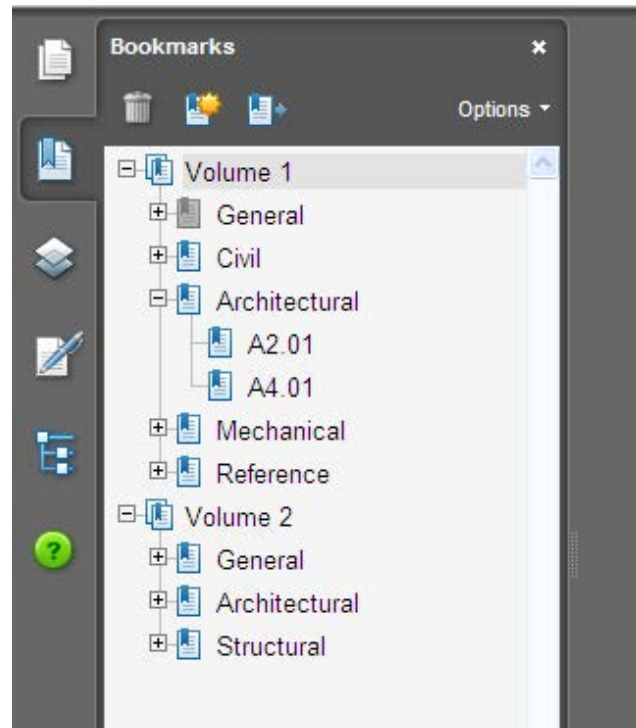 Bookmarks
Options
Volume 1
General
Civil
Architectural
A2.01
A4.01
Mechanical
Reference
Volume 2
General
Architectural
Structural
?